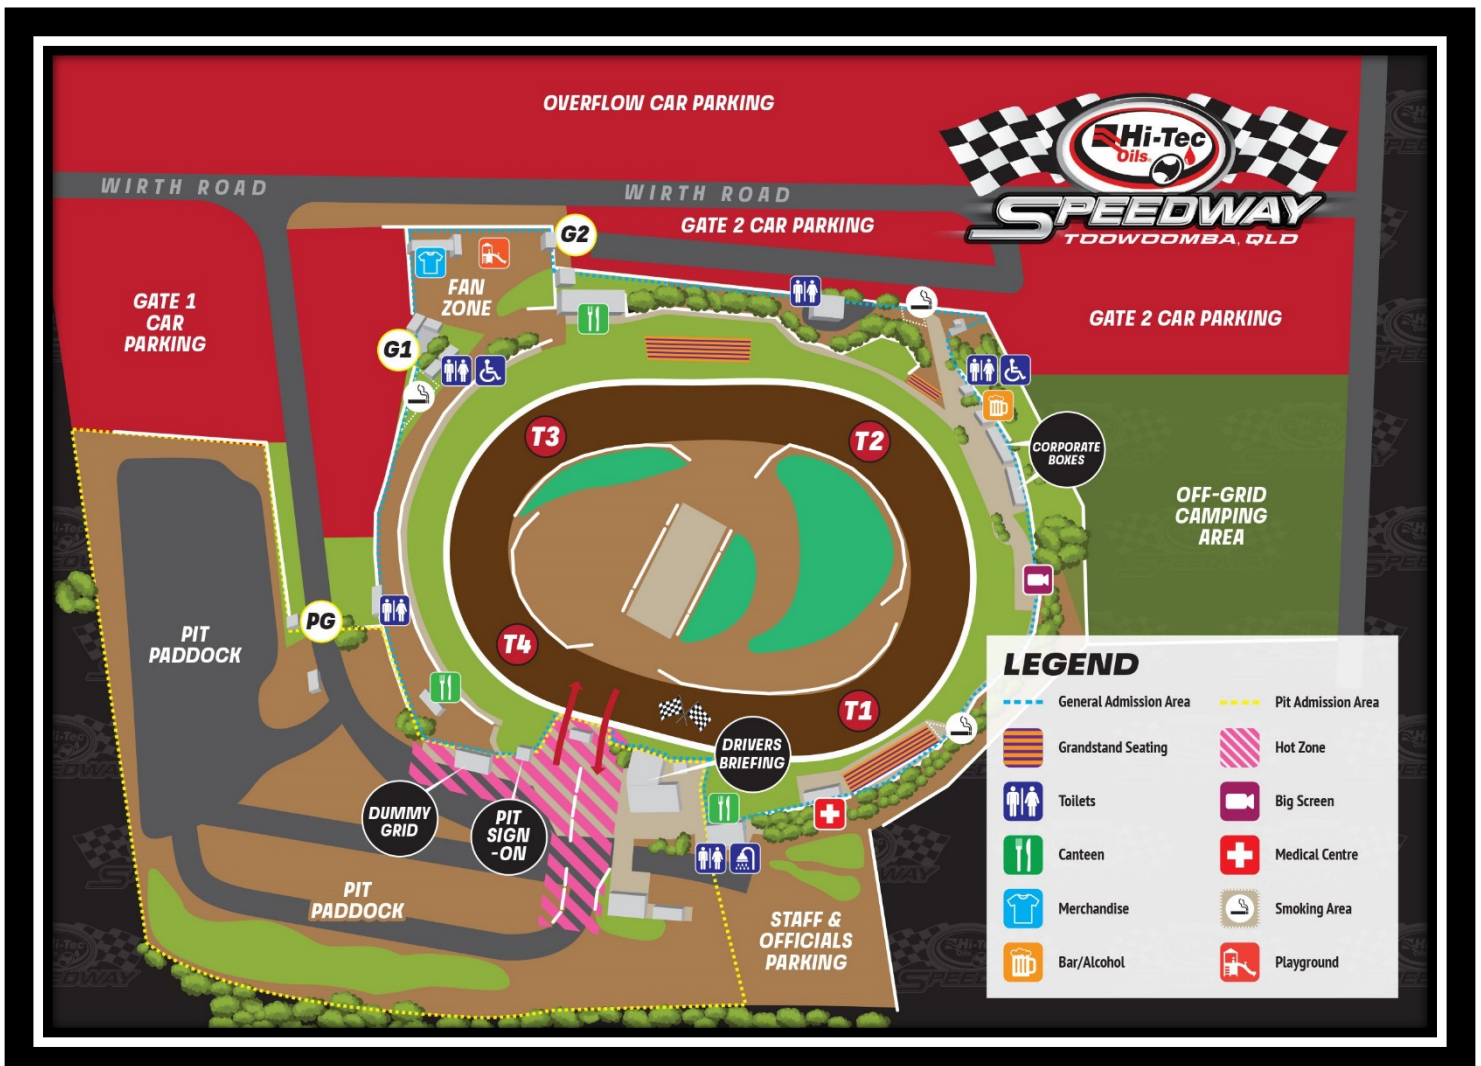 OVERFLOW CAR PARKING
Hi-Tec
Oils
SPEEDWAY
TOOWOOMBA, QLD
WIRTH ROAD
WIRTH ROAD
GATE 2 CAR PARKING
G2
FAN
ZONE
GATE 1
CAR
PARKING
G1
GATE 2 CAR PARKING
T3
T2
CORPORATE
BOXES
OFF-GRID
CAMPING
AREA
PG
PIT
PADDOCK
T4
T1
DRIVERS
BRIEFING
DUMMY
GRID
PIT
SIGN
-ON
PIT
PADDOCK
STAFF &
OFFICIALS
PARKING
LEGEND
General Admission Area
Pit Admission Area
Grandstand Seating
Hot Zone
Toilets
Big Screen
Canteen
Medical Centre
Merchandise
Smoking Area
Bar/Alcohol
Playground